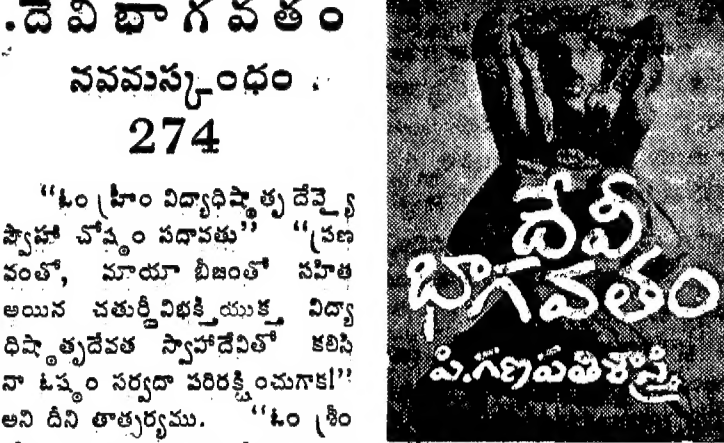 దేవీభాగవతం
నవమస్కంధం
274
“ఓం హ్రీం విద్యాధిష్ఠాతృ దేవ్యై
స్వాహా చోష్ఠం సదావతు” “ప్రణ
వంతో, మాయా బీజంతో సహిత
అయిన చతుర్థీవిభక్తియుక్త విద్యా
ధిష్ఠాతృదేవత స్వాహాదేవితో కలిసి
నా ఓష్ఠం సర్వదా పరిరక్షించుగాక!”
అని దీని తాత్పర్యము. “ఓం శ్రీం
దేవీ
భాగవతం
పి.గణపతిశాస్త్రి